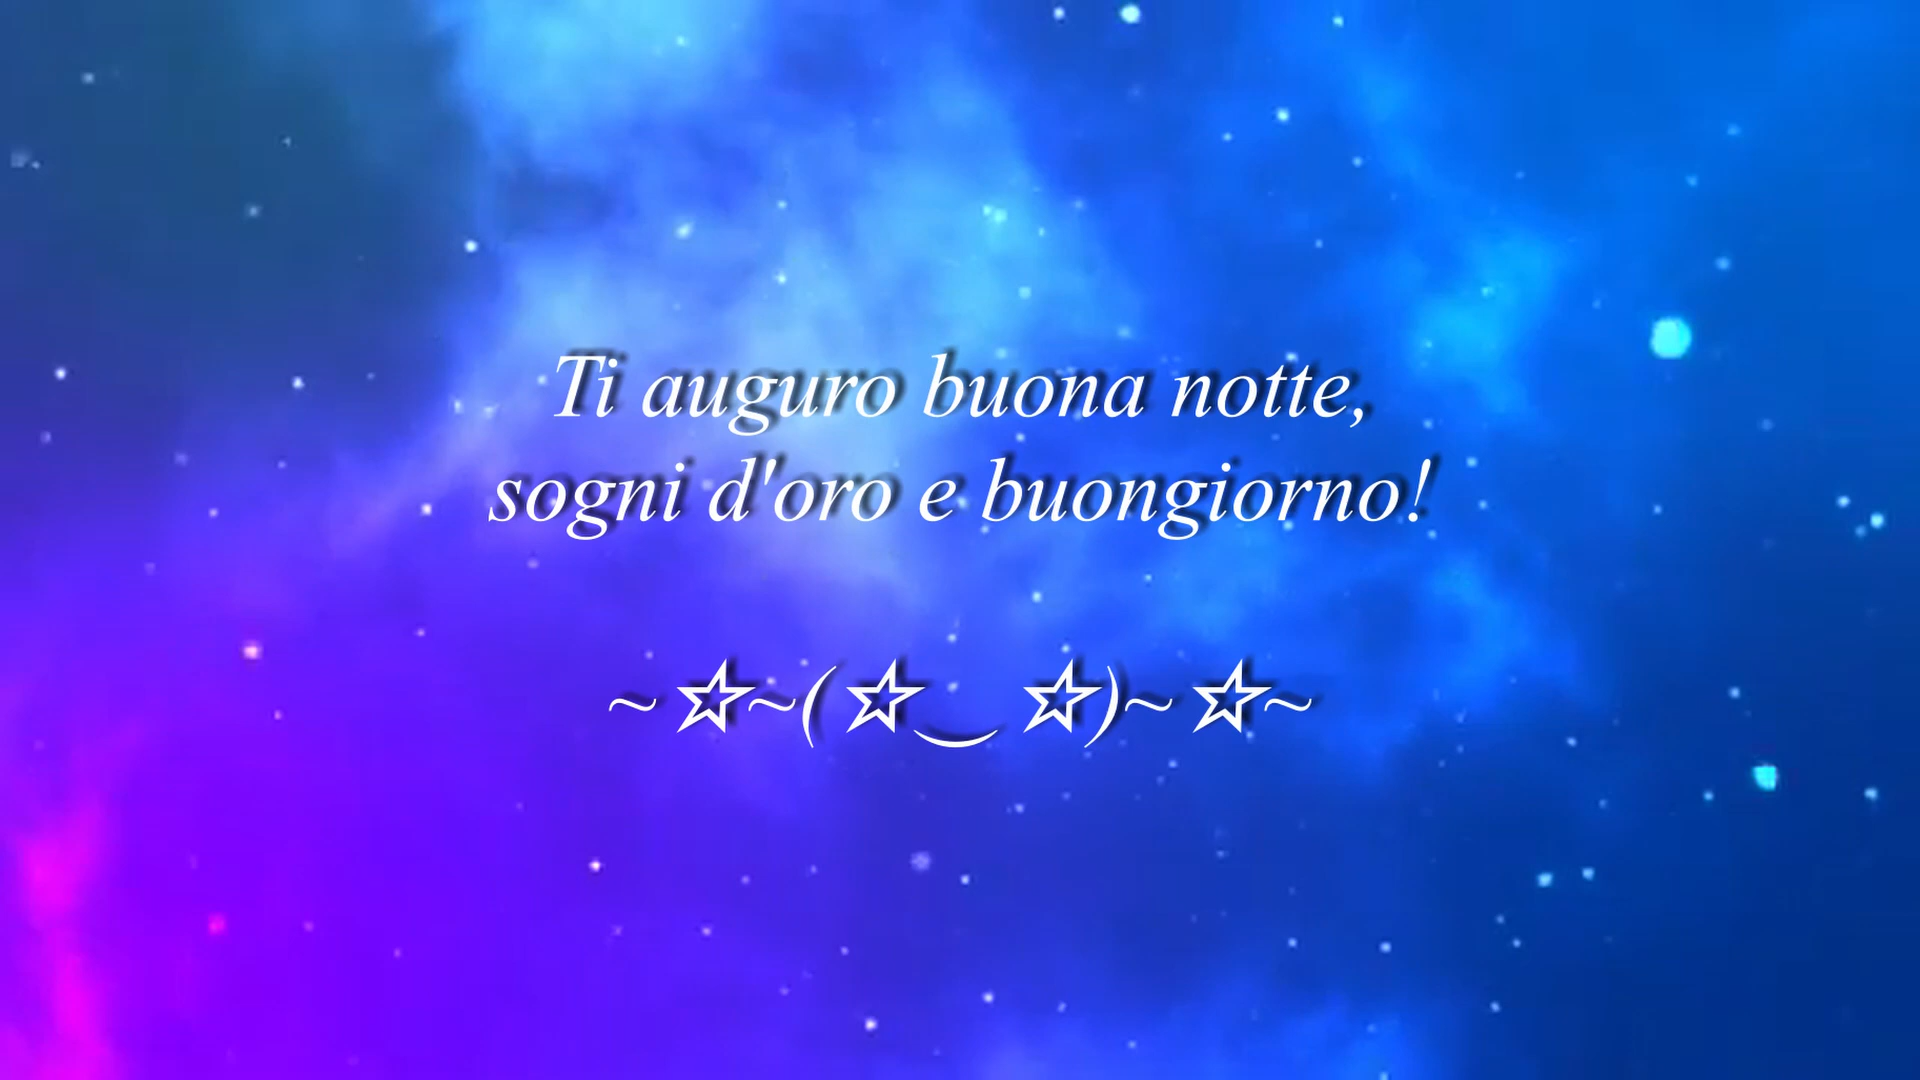 Ti auguro buona notte,
sogni d'oro e buongiorno!
~☆~(☆‿☆)~☆~